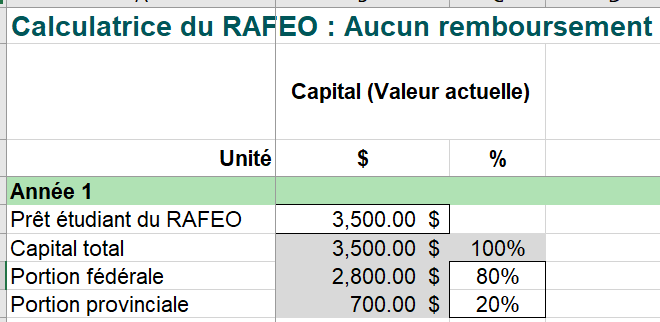 Calculatrice du RAFEO : Aucun remboursement
Capital (Valeur actuelle)
Unité $ %
Année 1
Prêt étudiant du RAFEO 3,500.00 $
Capital total 3,500.00 $ 100%
Portion fédérale 2,800.00 $ 80%
Portion provinciale 700.00 $ 20%